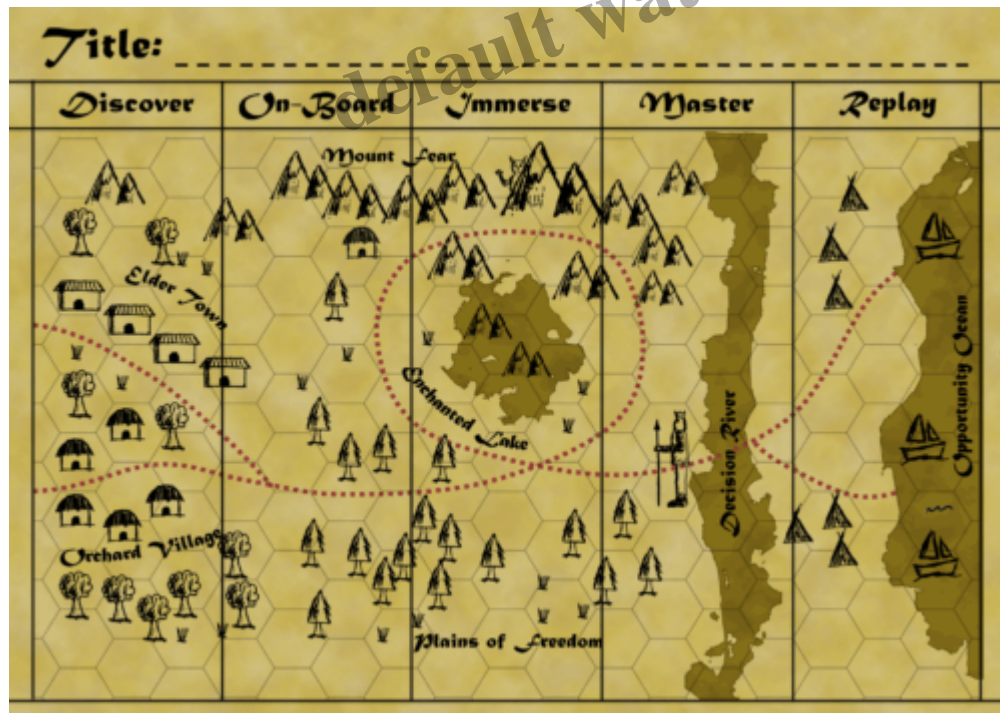 Title:
default wat
Discover
On-Board
Immerse
Master
Replay
Mount Fear
Elder Town
Enchanted Lake
Decision River
Opportunity Ocean
Orchard Village
Plains of Freedom